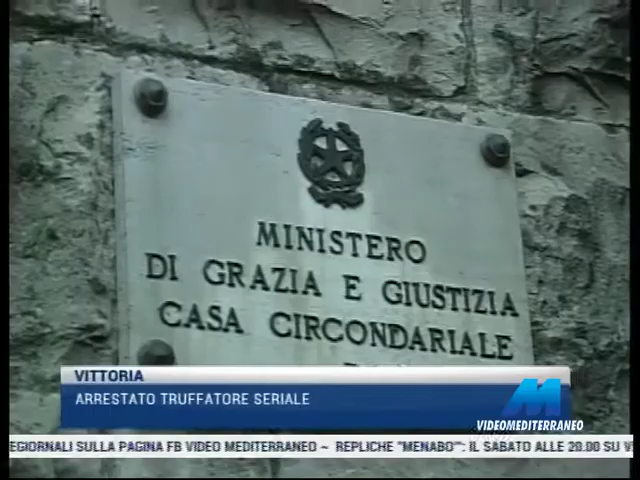 MINISTERO
DI GRAZIA E GIUSTIZIA
CASA CIRCONDARIALE
VITTORIA
ARRESTATO TRUFFATORE SERIALE
VIDEOMEDITERRANEO
EGIORNALI SULLA PAGINA FB VIDEO MEDITERRANEO ~ REPLICHE "MENABO'": IL SABATO ALLE 20.00 SU V